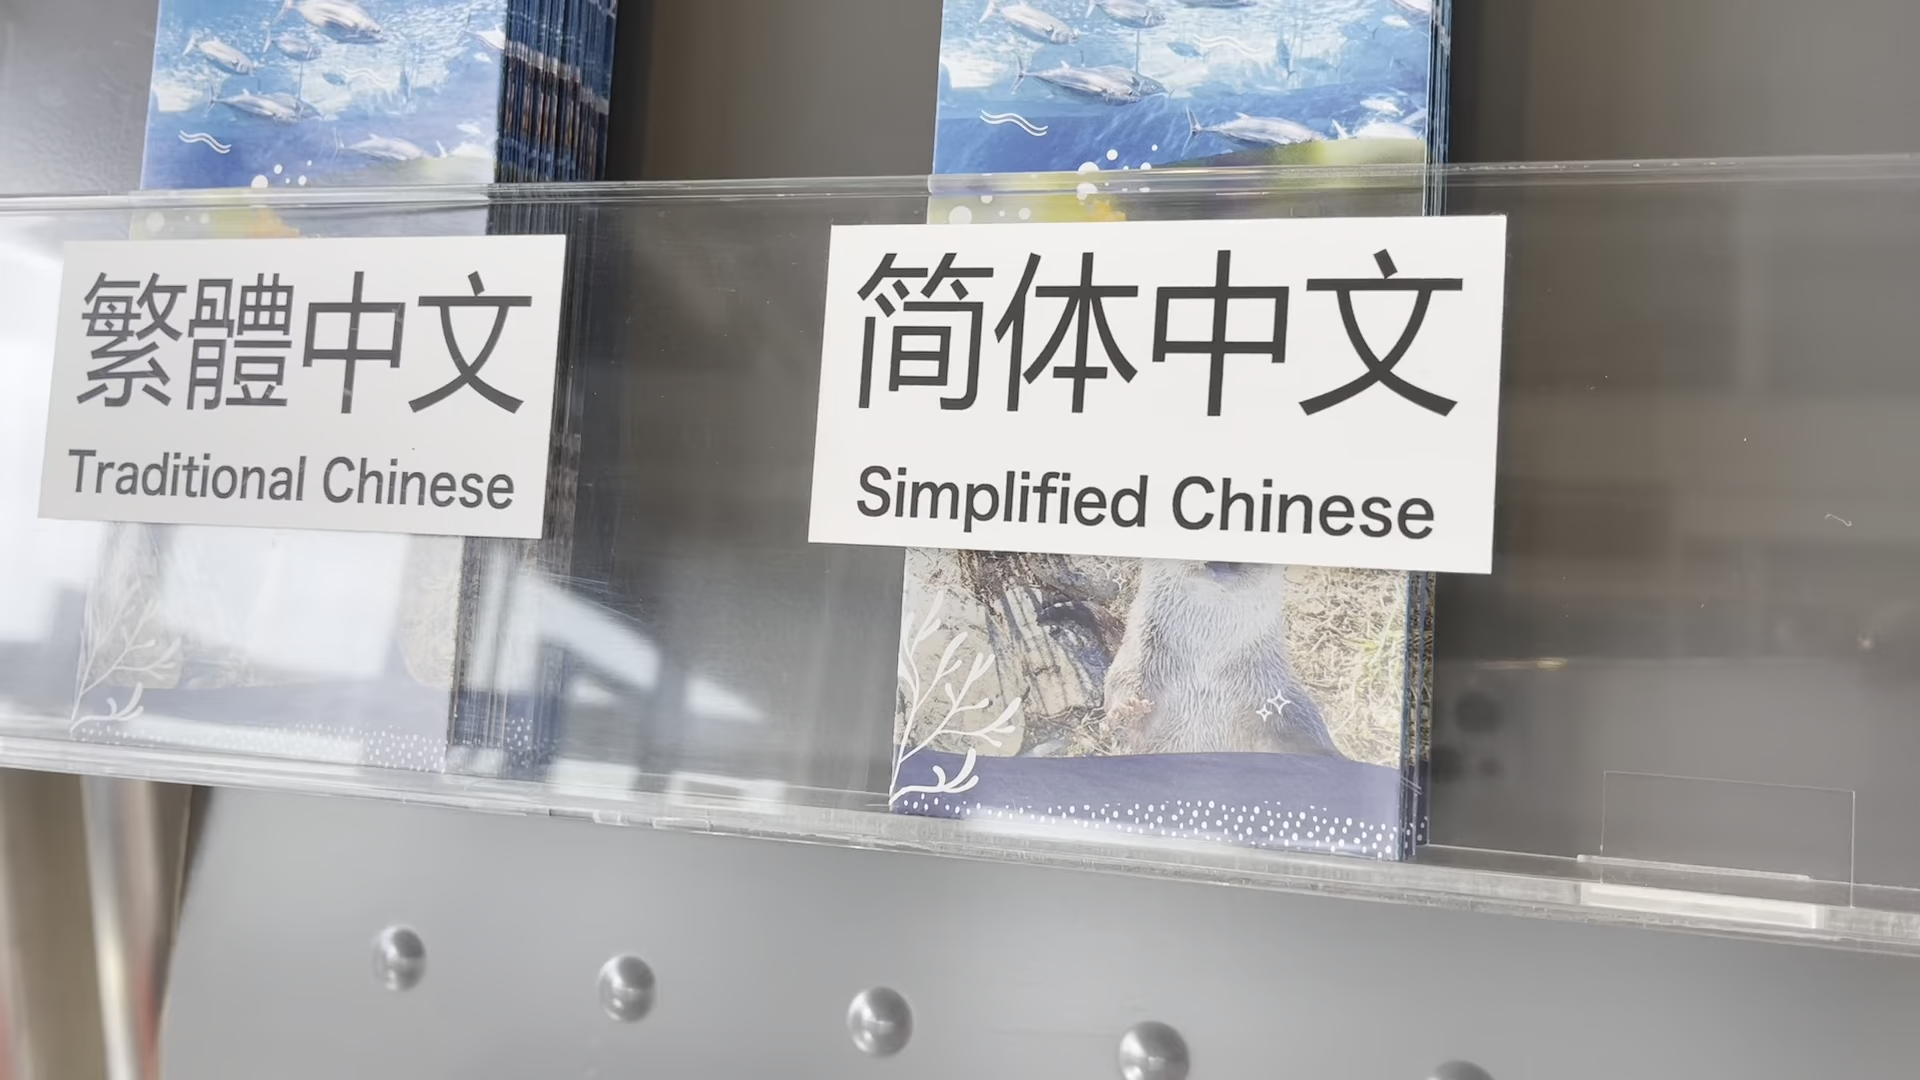 繁體中文
Traditional Chinese
简体中文
Simplified Chinese